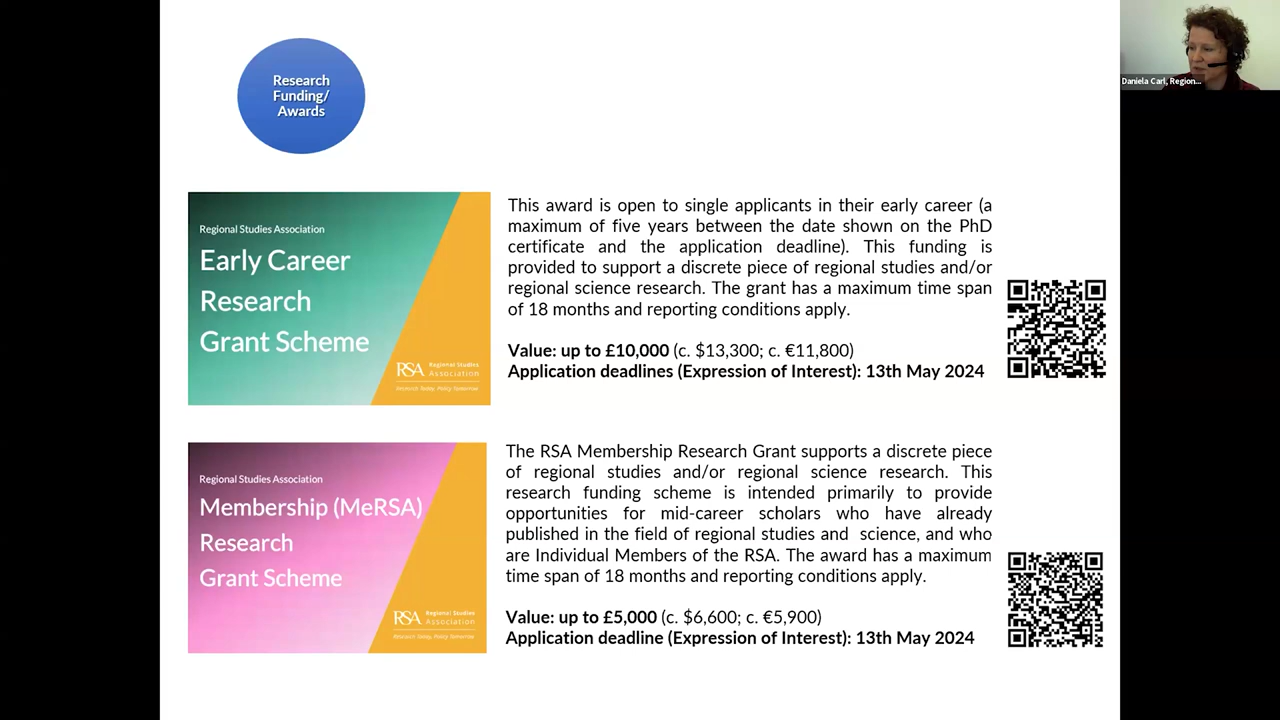 Daniela Carl, Region...
Research
Funding/
Awards
Regional Studies Association
Early Career
Research
Grant Scheme
RSA Regional Studies
Association
Research Today, Policy Tomorrow
This award is open to single applicants in their early career (a
maximum of five years between the date shown on the PhD
certificate and the application deadline). This funding is
provided to support a discrete piece of regional studies and/or
regional science research. The grant has a maximum time span
of 18 months and reporting conditions apply.
Value: up to £10,000 (c. $13,300; c. €11,800)
Application deadlines (Expression of Interest): 13th May 2024
Regional Studies Association
Membership (MeRSA)
Research
Grant Scheme
RSA Regional Studies
Association
Research Today, Policy Tomorrow
The RSA Membership Research Grant supports a discrete piece
of regional studies and/or regional science research. This
research funding scheme is intended primarily to provide
opportunities for mid-career scholars who have already
published in the field of regional studies and science, and who
are Individual Members of the RSA. The award has a maximum
time span of 18 months and reporting conditions apply.
Value: up to £5,000 (c. $6,600; c. €5,900)
Application deadline (Expression of Interest): 13th May 2024